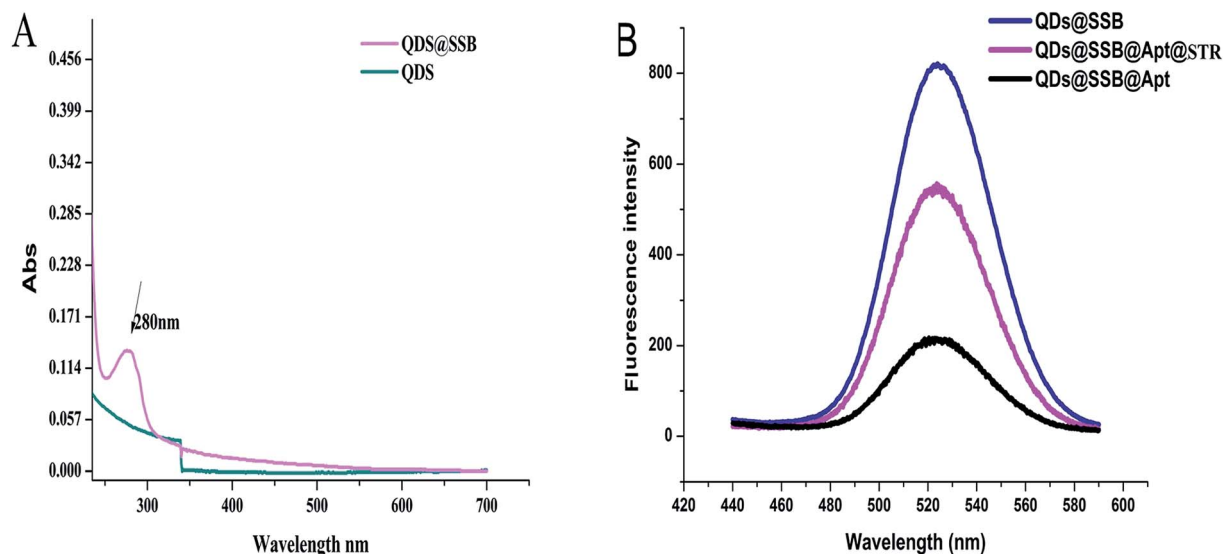 A
QDS@SSB
QDS
0.456
0.399
0.342
0.285
0.228
0.171
0.114
0.057
0.000
Abs
280nm
300
400
500
600
700
Wavelength nm
B
QDs@SSB
QDs@SSB@Apt@STR
QDs@SSB@Apt
800
600
400
200
0
Fluorescence intensity
420
440
460
480
500
520
540
560
580
600
Wavelength (nm)